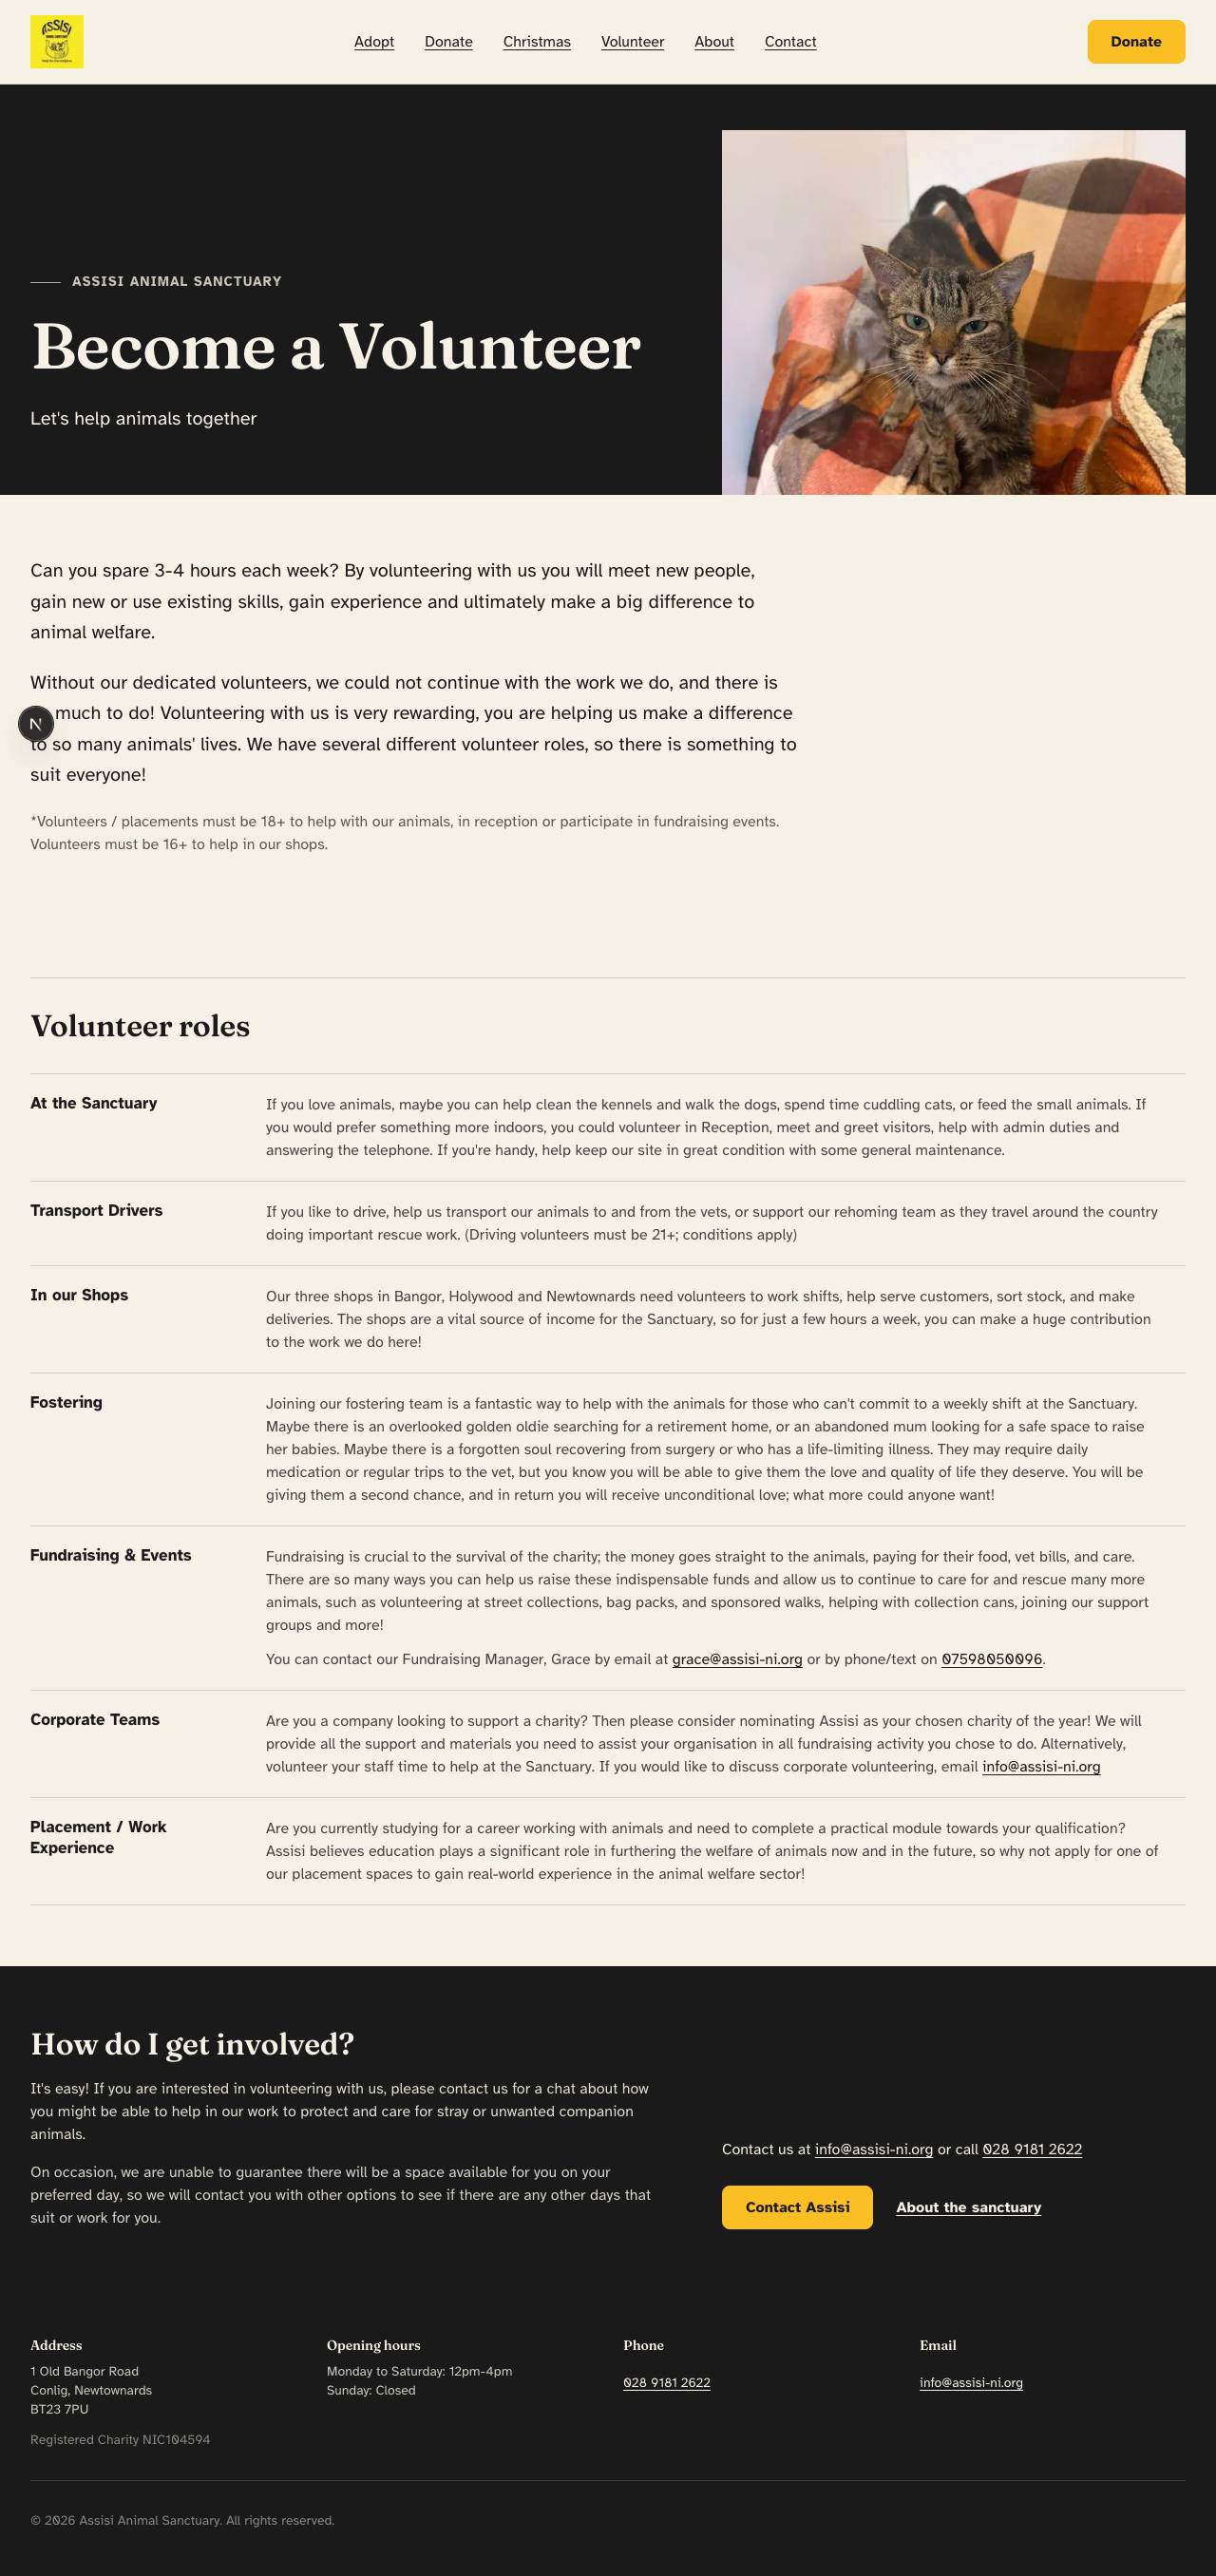 ASSISI
Adopt
Donate
Christmas
Volunteer
About
Contact
Donate
ASSISI ANIMAL SANCTUARY
Become a Volunteer
Let's help animals together
Can you spare 3-4 hours each week? By volunteering with us you will meet new people,
gain new or use existing skills, gain experience and ultimately make a big difference to
animal welfare.
Without our dedicated volunteers, we could not continue with the work we do, and there is
much to do! Volunteering with us is very rewarding, you are helping us make a difference
N
to so many animals' lives. We have several different volunteer roles, so there is something to
suit everyone!
*Volunteers / placements must be 18+ to help with our animals, in reception or participate in fundraising events.
Volunteers must be 16+ to help in our shops.
Volunteer roles
At the Sanctuary
If you love animals, maybe you can help clean the kennels and walk the dogs, spend time cuddling cats, or feed the small animals. If
you would prefer something more indoors, you could volunteer in Reception, meet and greet visitors, help with admin duties and
answering the telephone. If you're handy, help keep our site in great condition with some general maintenance.
Transport Drivers
If you like to drive, help us transport our animals to and from the vets, or support our rehoming team as they travel around the country
doing important rescue work. (Driving volunteers must be 21+; conditions apply)
In our Shops
Our three shops in Bangor, Holywood and Newtownards need volunteers to work shifts, help serve customers, sort stock, and make
deliveries. The shops are a vital source of income for the Sanctuary, so for just a few hours a week, you can make a huge contribution
to the work we do here!
Fostering
Joining our fostering team is a fantastic way to help with the animals for those who can't commit to a weekly shift at the Sanctuary.
Maybe there is an overlooked golden oldie searching for a retirement home, or an abandoned mum looking for a safe space to raise
her babies. Maybe there is a forgotten soul recovering from surgery or who has a life-limiting illness. They may require daily
medication or regular trips to the vet, but you know you will be able to give them the love and quality of life they deserve. You will be
giving them a second chance, and in return you will receive unconditional love; what more could anyone want!
Fundraising & Events
Fundraising is crucial to the survival of the charity; the money goes straight to the animals, paying for their food, vet bills, and care.
There are so many ways you can help us raise these indispensable funds and allow us to continue to care for and rescue many more
animals, such as volunteering at street collections, bag packs, and sponsored walks, helping with collection cans, joining our support
groups and more!
You can contact our Fundraising Manager, Grace by email at grace@assisi-ni.org or by phone/text on 07598050096.
Corporate Teams
Are you a company looking to support a charity? Then please consider nominating Assisi as your chosen charity of the year! We will
provide all the support and materials you need to assist your organisation in all fundraising activity you chose to do. Alternatively,
volunteer your staff time to help at the Sanctuary. If you would like to discuss corporate volunteering, email info@assisi-ni.org
Placement / Work
Experience
Are you currently studying for a career working with animals and need to complete a practical module towards your qualification?
Assisi believes education plays a significant role in furthering the welfare of animals now and in the future, so why not apply for one of
our placement spaces to gain real-world experience in the animal welfare sector!
How do I get involved?
It's easy! If you are interested in volunteering with us, please contact us for a chat about how
you might be able to help in our work to protect and care for stray or unwanted companion
animals.
On occasion, we are unable to guarantee there will be a space available for you on your
preferred day, so we will contact you with other options to see if there are any other days that
suit or work for you.
Contact us at info@assisi-ni.org or call 028 9181 2622
Contact Assisi
About the sanctuary
Address
1 Old Bangor Road
Conlig, Newtownards
BT23 7PU
Registered Charity NIC104594
Opening hours
Monday to Saturday: 12pm-4pm
Sunday: Closed
Phone
028 9181 2622
Email
info@assisi-ni.org
© 2026 Assisi Animal Sanctuary. All rights reserved.